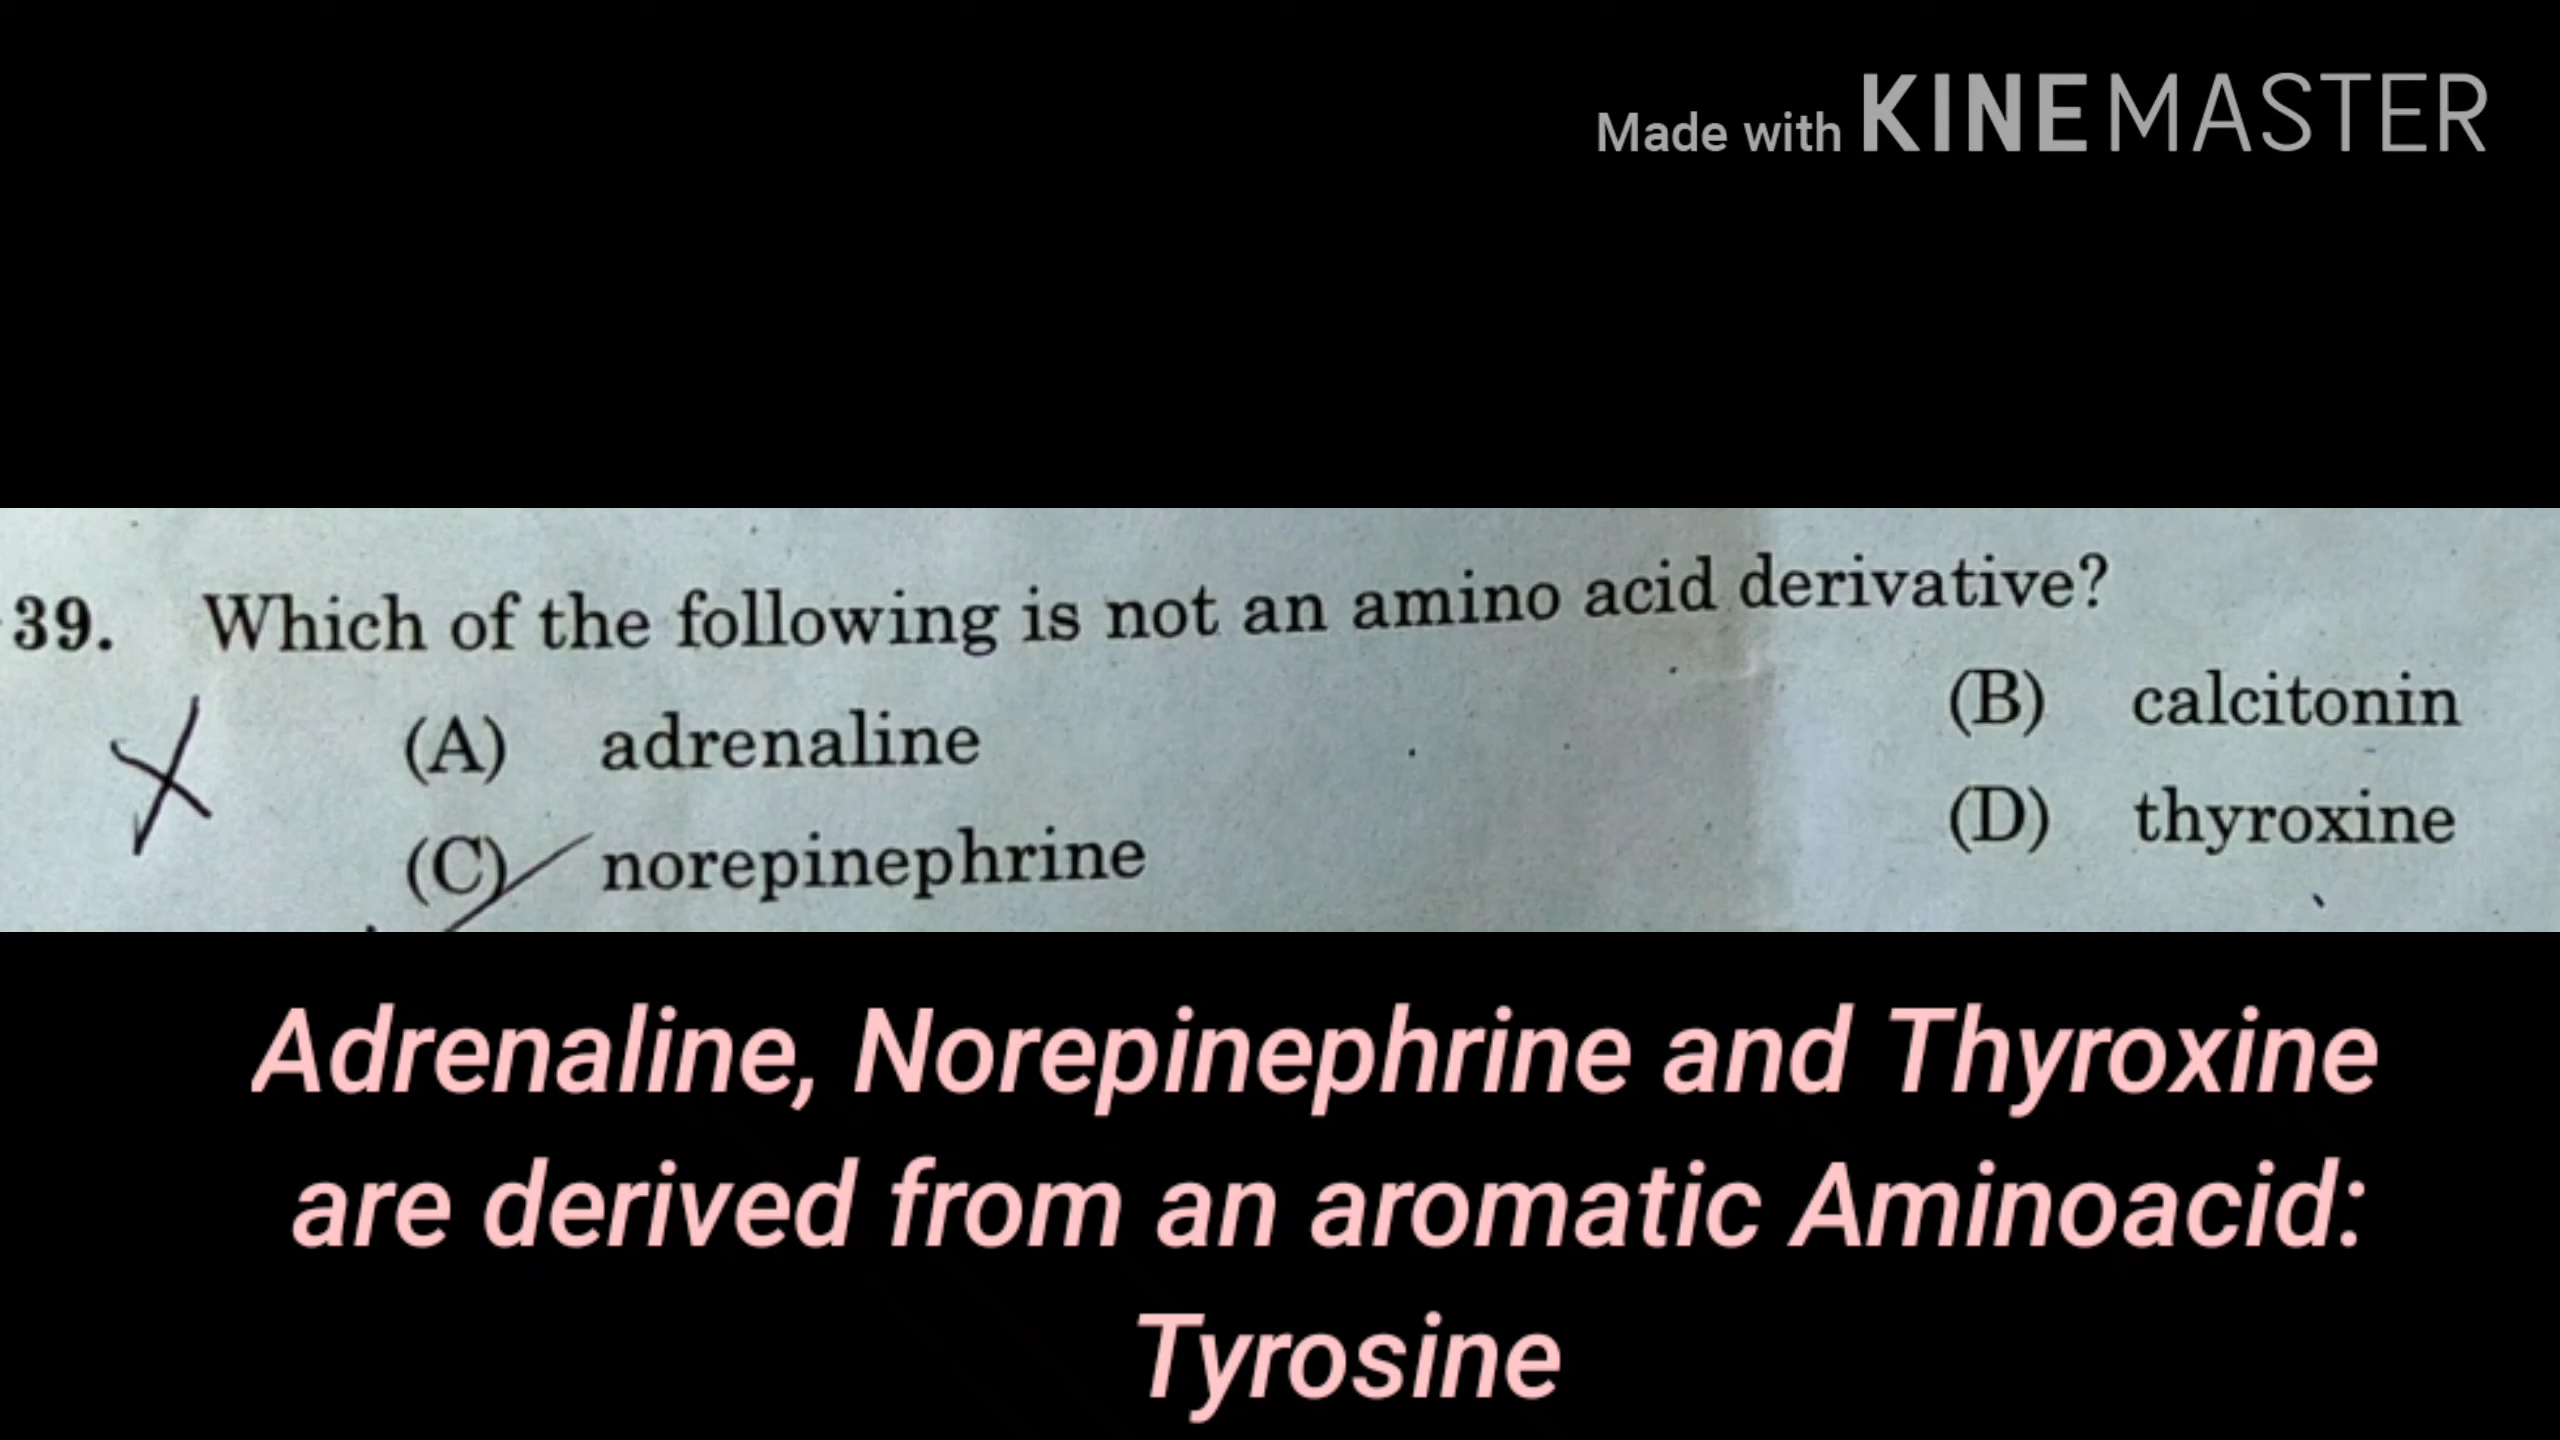 Made with KINEMASTER
39. Which of the following is not an amino acid derivative?
(A) adrenaline (B) calcitonin
(C) norepinephrine (D) thyroxine
Adrenaline, Norepinephrine and Thyroxine
are derived from an aromatic Aminoacid:
Tyrosine